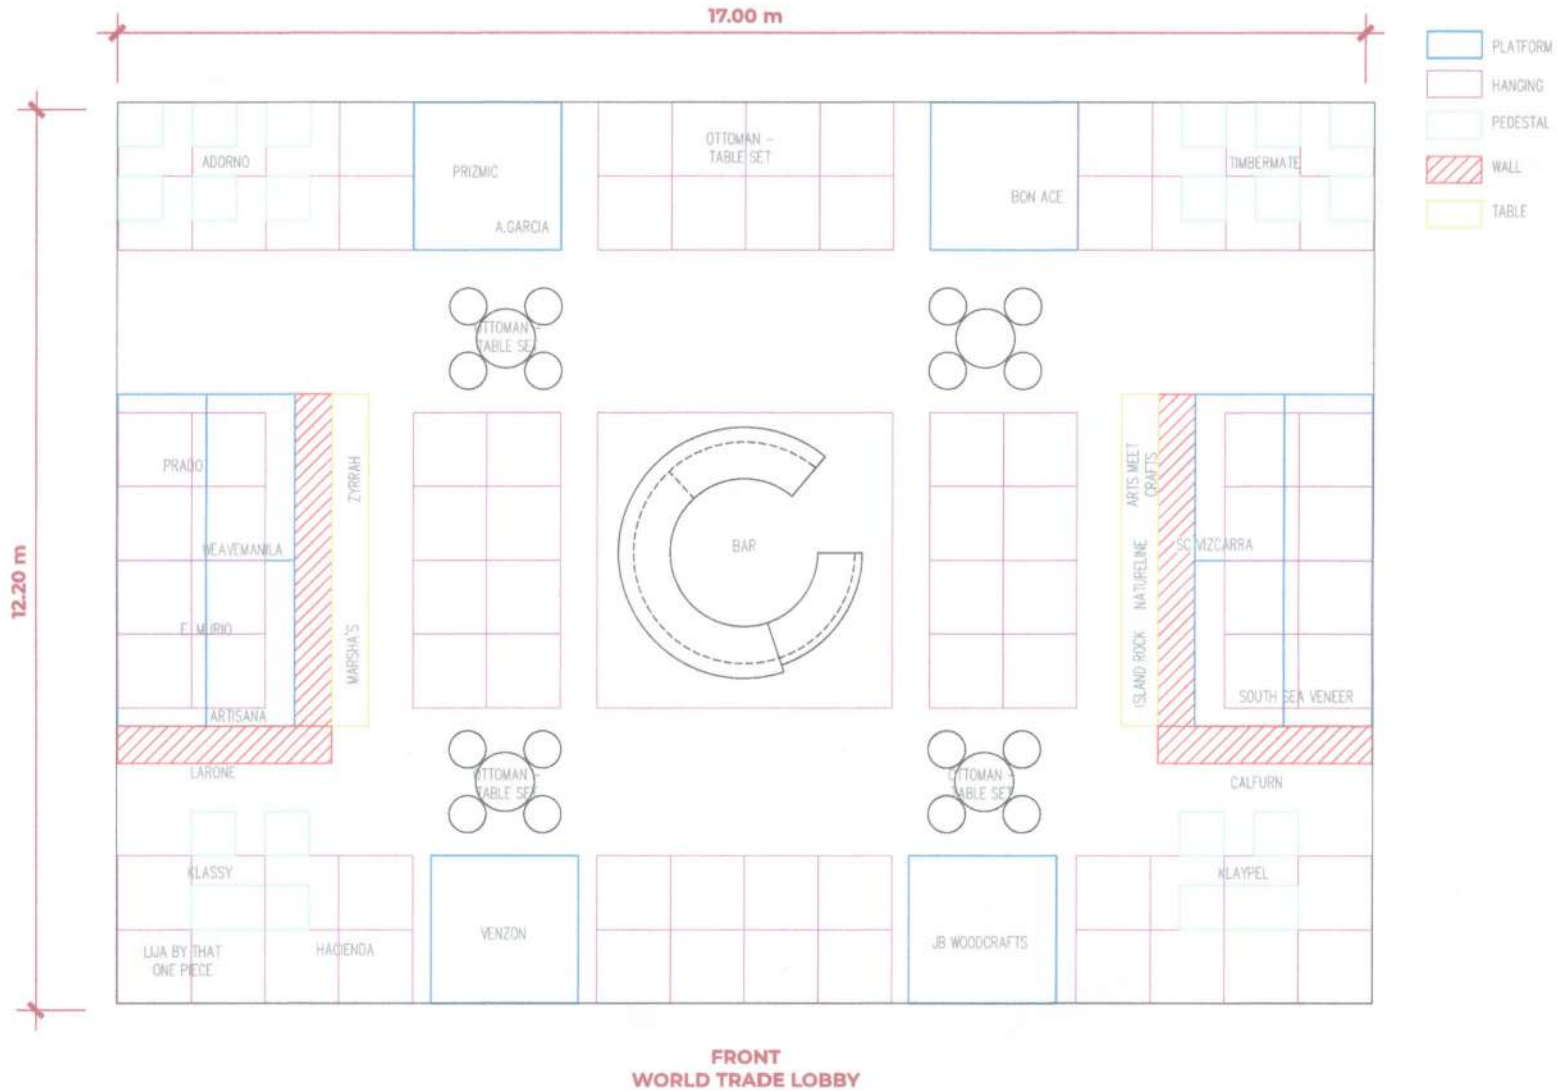 17.00 m
PLATFORM
HANGING
PEDESTAL
WALL
TABLE
12.20 m
ADORNO
PRIZMIC
A.GARCIA
OTTOMAN -
TABLE SET
BON ACE
TIMBERMATE
OTTOMAN -
TABLE SET
PRADO
WEAVEMANILA
E. MURIO
ARTISANA
ZYRRAH
MARSHA'S
BAR
ARTS MEET
CRAFTS
NATURELINE
ISLAND ROCK
SC VIZCARRA
SOUTH SEA VENEER
LARONE
OTTOMAN -
TABLE SET
OTTOMAN -
TABLE SET
CALFURN
KLASSY
LIJA BY THAT
ONE PIECE
HACIENDA
VENZON
JB WOODCRAFTS
KLAYPEL
FRONT
WORLD TRADE LOBBY